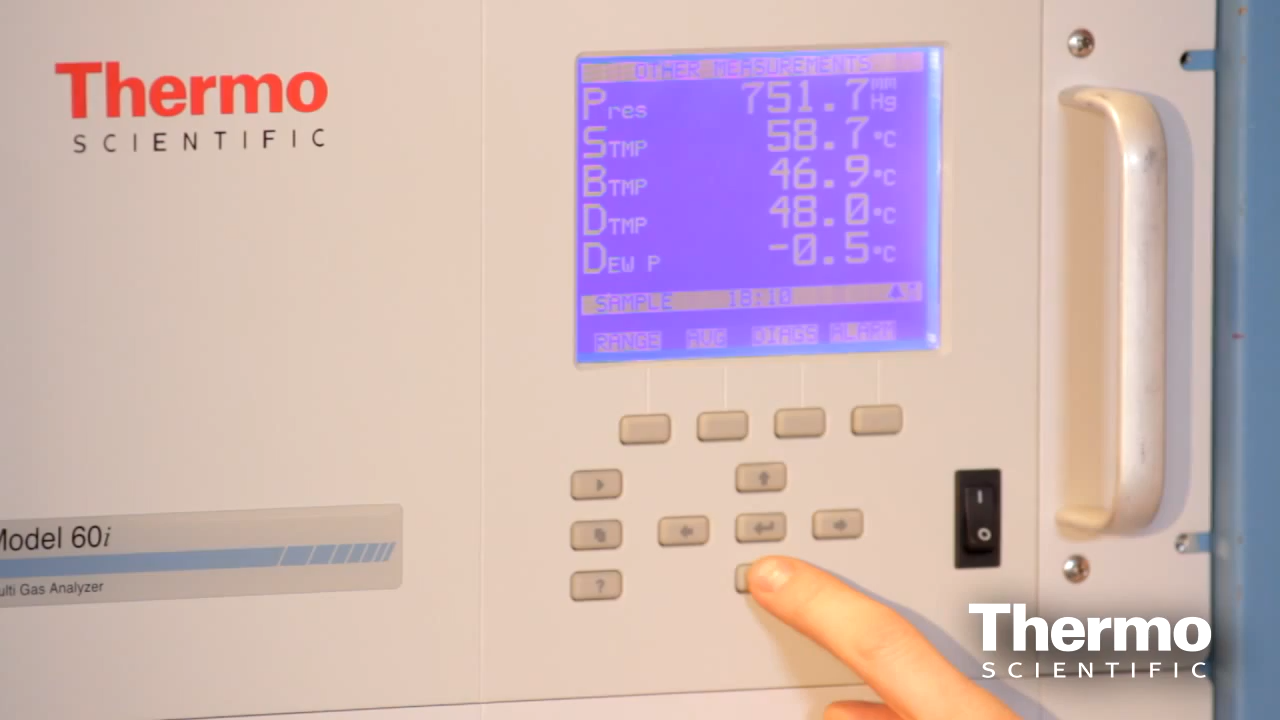 Thermo
SCIENTIFIC
OTHER MEASUREMENTS
Pres 751.7 MM Hg
STMP 58.7 °C
BTMP 46.9 °C
DTMP 48.0 °C
DEW P -0.5 °C
SAMPLE 18:10
RANGE AVG DIAGS ALARM
?
Model 60i
ulti Gas Analyzer
Thermo
SCIENTIFIC